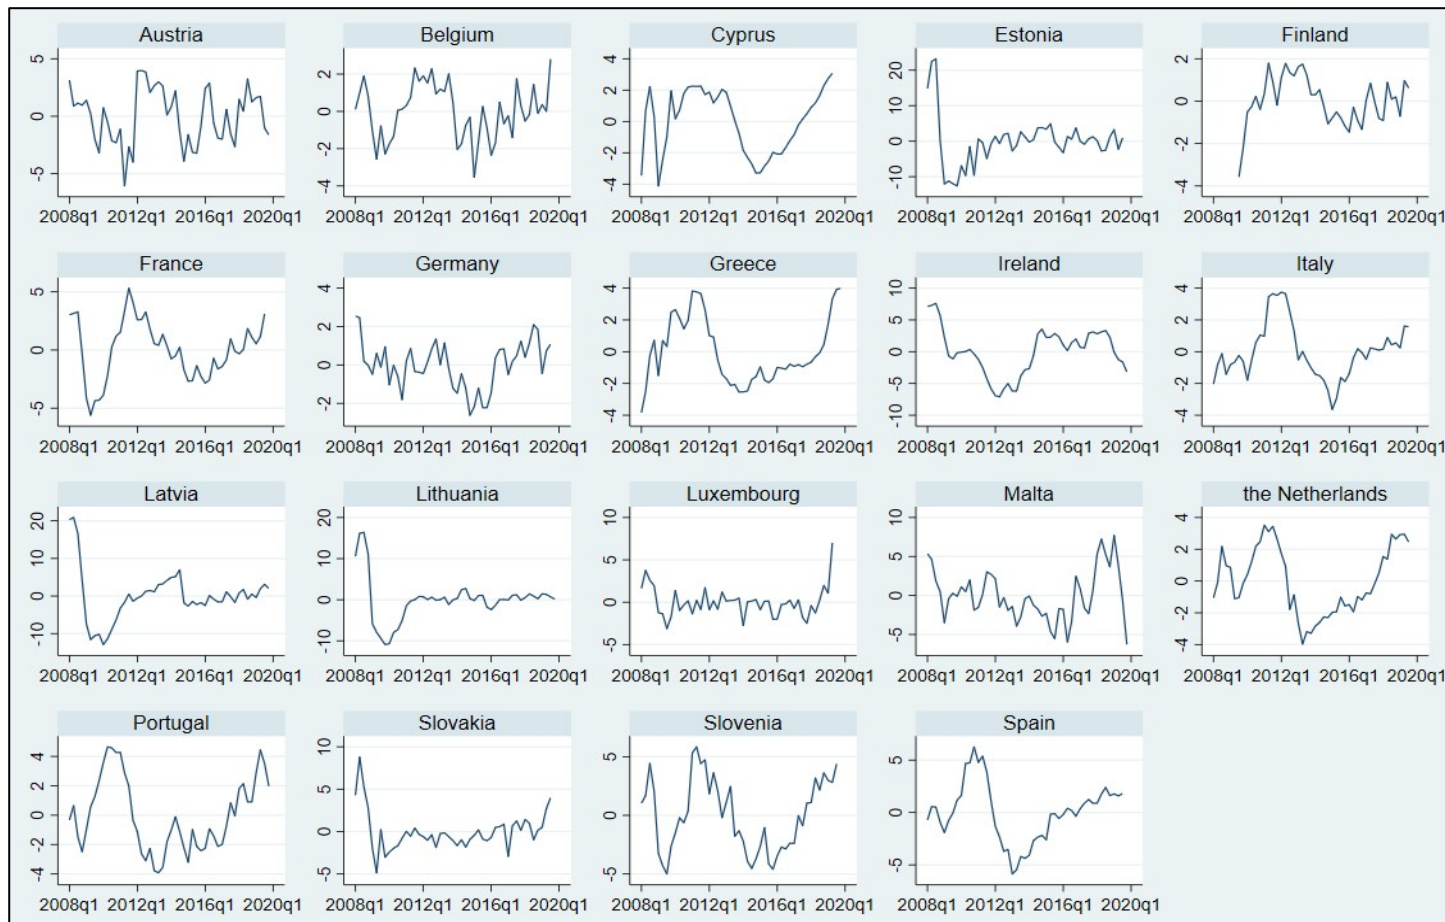 Austria
Belgium
Cyprus
Estonia
Finland
5
0
-5
2008q1 2012q1 2016q1 2020q1
2
0
-2
-4
2008q1 2012q1 2016q1 2020q1
4
2
0
-2
-4
2008q1 2012q1 2016q1 2020q1
20
10
0
-10
2008q1 2012q1 2016q1 2020q1
2
0
-2
-4
2008q1 2012q1 2016q1 2020q1
France
Germany
Greece
Ireland
Italy
5
0
-5
2008q1 2012q1 2016q1 2020q1
4
2
0
-2
2008q1 2012q1 2016q1 2020q1
4
2
0
-2
-4
2008q1 2012q1 2016q1 2020q1
10
5
0
-5
-10
2008q1 2012q1 2016q1 2020q1
4
2
0
-2
-4
2008q1 2012q1 2016q1 2020q1
Latvia
Lithuania
Luxembourg
Malta
the Netherlands
20
10
0
-10
2008q1 2012q1 2016q1 2020q1
20
10
0
-10
2008q1 2012q1 2016q1 2020q1
10
5
0
-5
2008q1 2012q1 2016q1 2020q1
10
5
0
-5
2008q1 2012q1 2016q1 2020q1
4
2
0
-2
-4
2008q1 2012q1 2016q1 2020q1
Portugal
Slovakia
Slovenia
Spain
4
2
0
-2
-4
2008q1 2012q1 2016q1 2020q1
10
5
0
-5
2008q1 2012q1 2016q1 2020q1
5
0
-5
2008q1 2012q1 2016q1 2020q1
5
0
-5
2008q1 2012q1 2016q1 2020q1